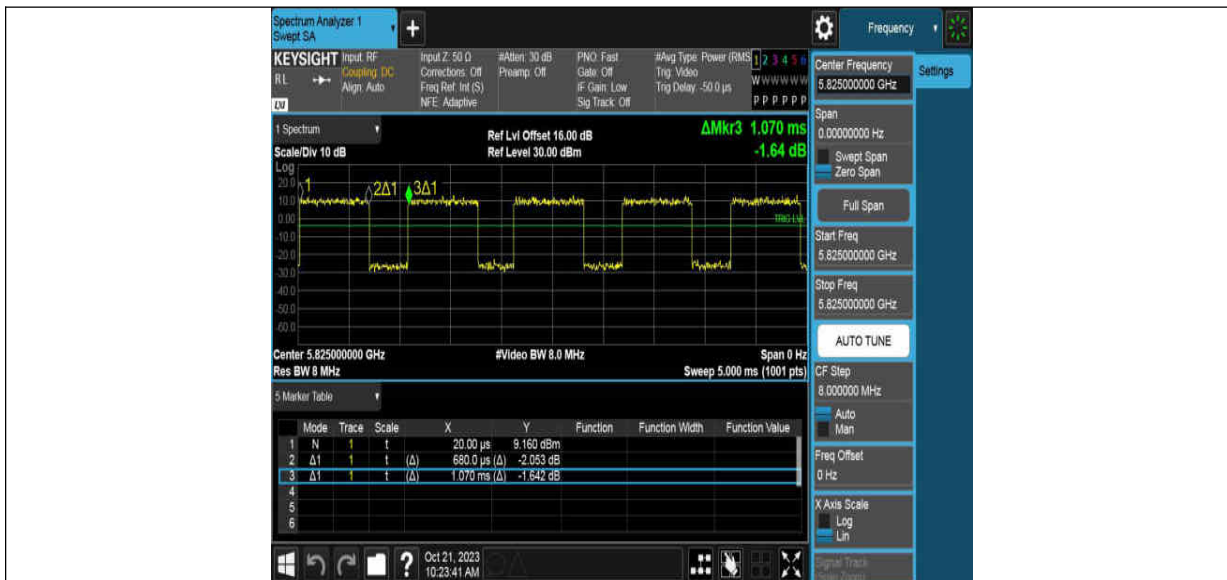 Spectrum Analyzer 1
Swept SA
+
Frequency
KEYSIGHT Input: RF Input Z: 50 Ω #Atten: 30 dB PNO: Fast #Avg Type: Power (RMS 1 2 3 4 5 6
RL Coupling: DC Corrections: Off Preamp: Off Gate: Off Trig: Video W W W W W W
Align: Auto Freq Ref: Int (S) IF Gain: Low Trig Delay: -50.0 µs
LXI NFE: Adaptive Sig Track: Off P P P P P P
1 Spectrum
Ref Lvl Offset 16.00 dB ΔMkr3 1.070 ms
Scale/Div 10 dB Ref Level 30.00 dBm -1.64 dB
Log
20.0 1 2Δ1 3Δ1
10.0
0.00 TRIG LVL
-10.0
-20.0
-30.0
-40.0
-50.0
-60.0
Center 5.825000000 GHz #Video BW 8.0 MHz Span 0 Hz
Res BW 8 MHz Sweep 5.000 ms (1001 pts)
5 Marker Table
Mode Trace Scale X Y Function Function Width Function Value
1 N 1 t 20.00 µs 9.160 dBm
2 Δ1 1 t (Δ) 680.0 µs (Δ) -2.053 dB
3 Δ1 1 t (Δ) 1.070 ms (Δ) -1.642 dB
4
5
6
? Oct 21, 2023
10:23:41 AM
Center Frequency
5.825000000 GHz
Settings
Span
0.00000000 Hz
Swept Span
Zero Span
Full Span
Start Freq
5.825000000 GHz
Stop Freq
5.825000000 GHz
AUTO TUNE
CF Step
8.000000 MHz
Auto
Man
Freq Offset
0 Hz
X Axis Scale
Log
Lin
Signal Track